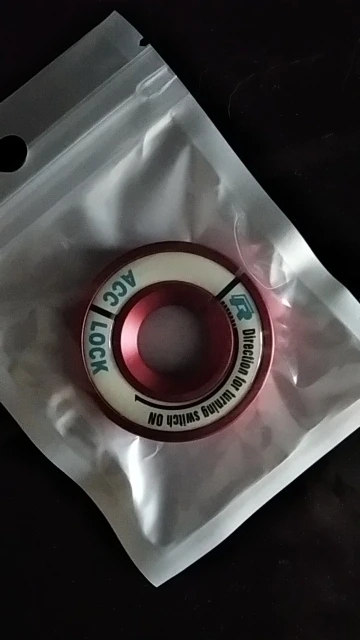 ACC
LOCK
R
Direction for turning switch ON